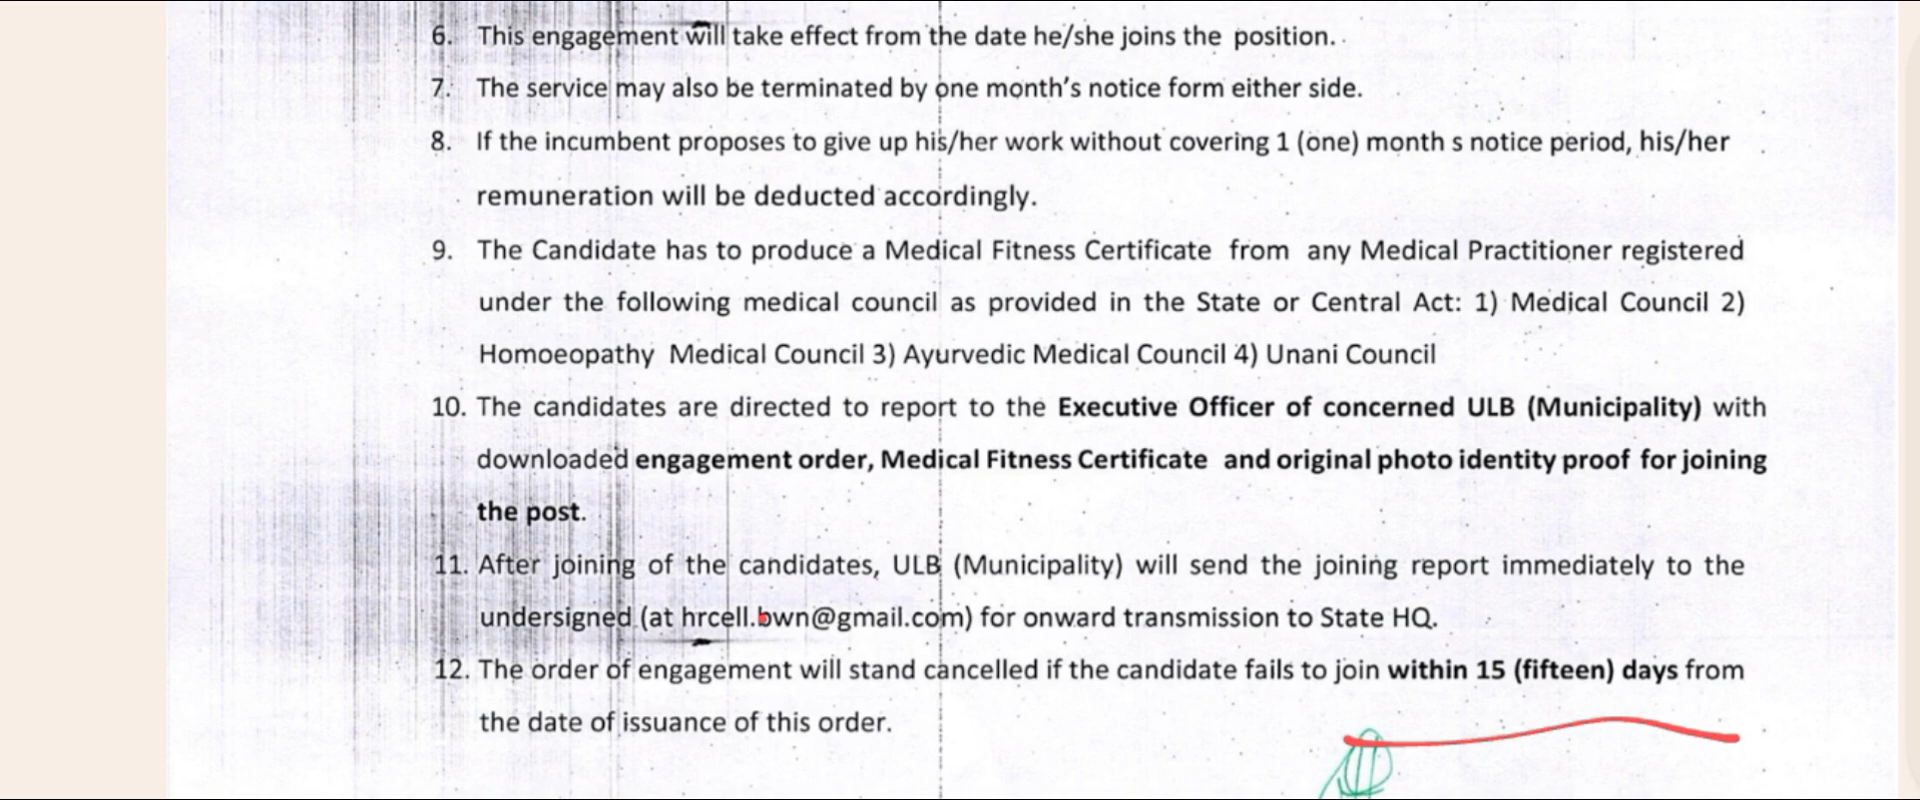 6. This engagement will take effect from the date he/she joins the position.
7. The service may also be terminated by one month's notice form either side.
8. If the incumbent proposes to give up his/her work without covering 1 (one) month s notice period, his/her
remuneration will be deducted accordingly.
9. The Candidate has to produce a Medical Fitness Certificate from any Medical Practitioner registered
under the following medical council as provided in the State or Central Act: 1) Medical Council 2)
Homoeopathy Medical Council 3) Ayurvedic Medical Council 4) Unani Council
10. The candidates are directed to report to the Executive Officer of concerned ULB (Municipality) with
downloaded engagement order, Medical Fitness Certificate and original photo identity proof for joining
the post.
11. After joining of the candidates, ULB (Municipality) will send the joining report immediately to the
undersigned (at hrcell.bwn@gmail.com) for onward transmission to State HQ.
12. The order of engagement will stand cancelled if the candidate fails to join within 15 (fifteen) days from
the date of issuance of this order.